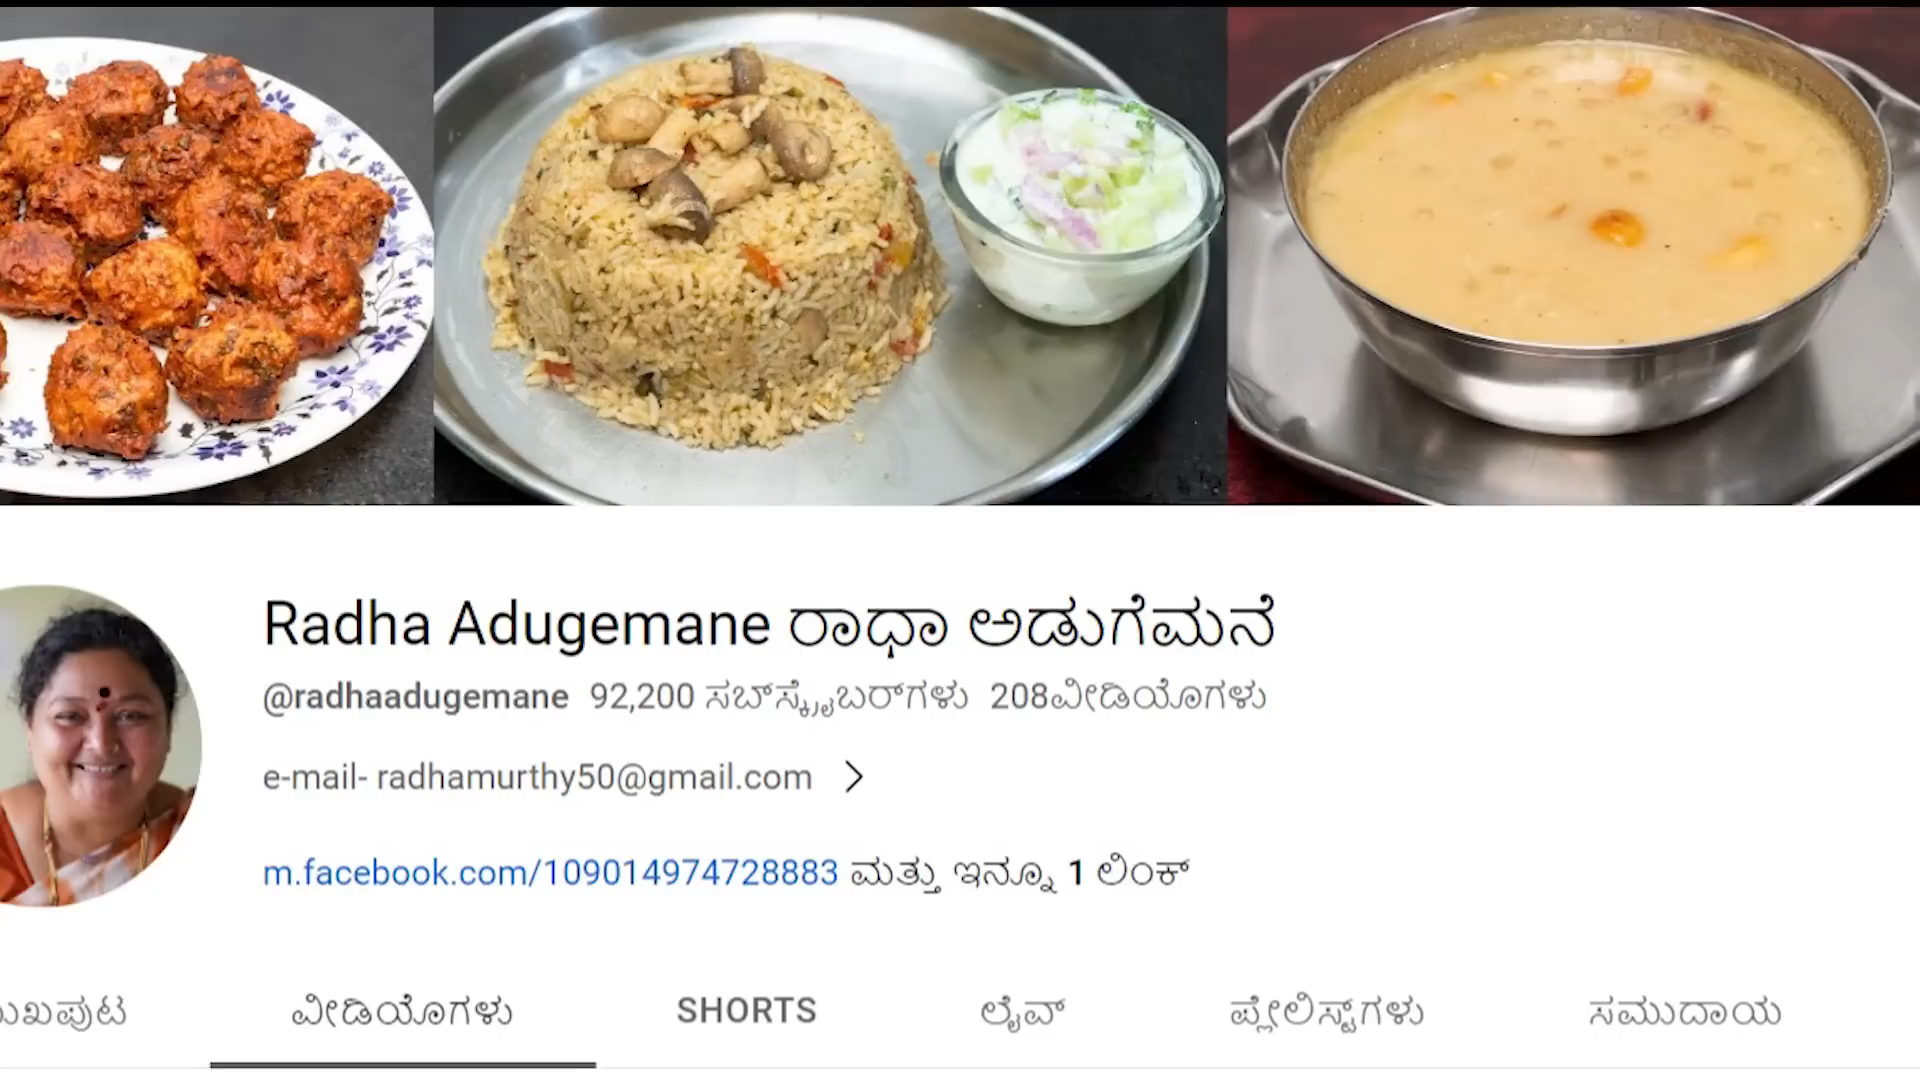 Radha Adugemane ರಾಧಾ ಅಡುಗೆಮನೆ
@radhaadugemane 92,200 ಸಬ್‌ಸ್ಕ್ರೈಬರ್‌ಗಳು 208ವೀಡಿಯೊಗಳು
e-mail- radhamurthy50@gmail.com
m.facebook.com/109014974728883 ಮತ್ತು ಇನ್ನೂ 1 ಲಿಂಕ್
ವೀಡಿಯೊಗಳು SHORTS ಲೈವ್ ಪ್ಲೇಲಿಸ್ಟ್‌ಗಳು ಸಮುದಾಯ